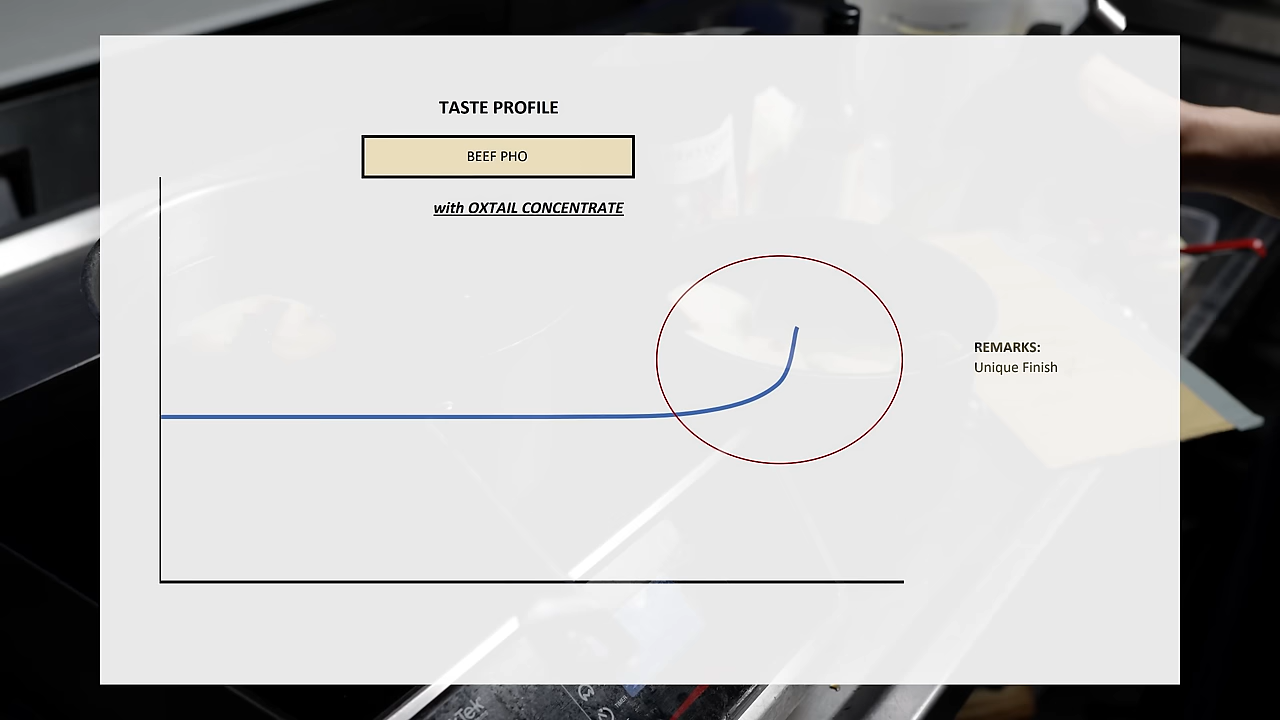 TASTE PROFILE
BEEF PHO
with OXTAIL CONCENTRATE
REMARKS:
Unique Finish